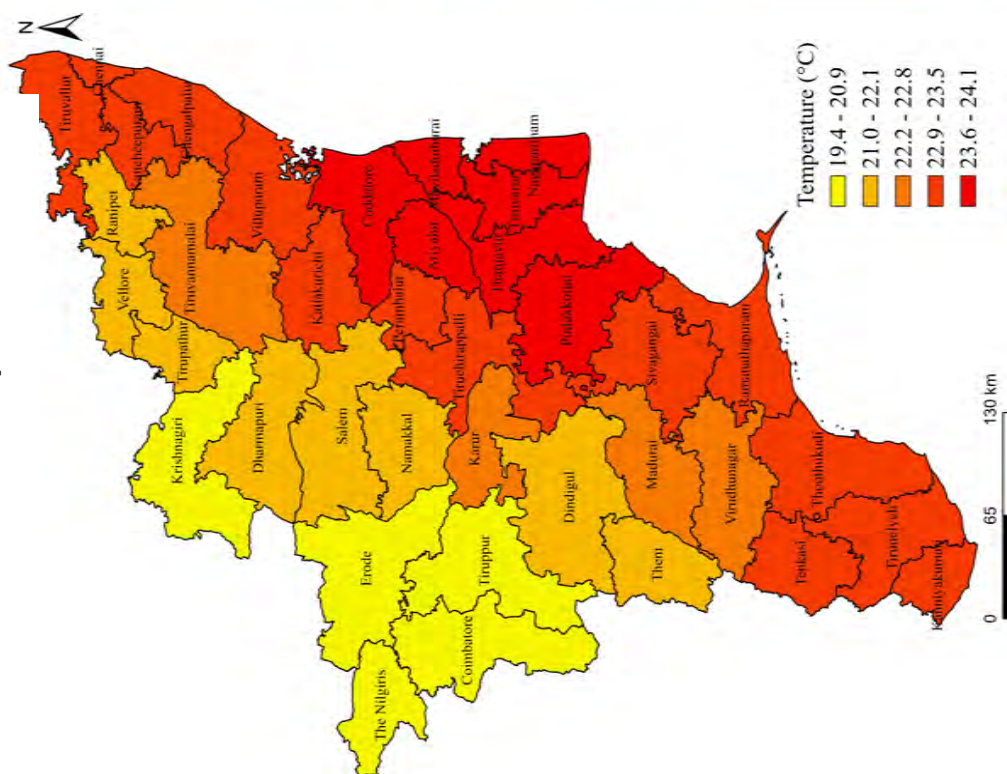 N
Tiruvallur
Chennai
Ranipet
Kancheepuram
Chengalpattu
Vellore
Tirupathur
Tiruvannamalai
Villupuram
Krishnagiri
Dharmapuri
Kallakurichi
Salem
Cuddalore
Namakkal
Perambalur
Ariyalur
Mayiladuthurai
Erode
The Nilgiris
Tiruchirappalli
Karur
Thanjavur
Nagapattinam
Tiruppur
Coimbatore
Pudukkottai
Dindigul
Sivagangai
Madurai
Theni
Ramanathapuram
Virudhunagar
Thoothukudi
Tenkasi
Tirunelvali
Kanniyakumari
Temperature (°C)
19.4 - 20.9
21.0 - 22.1
22.2 - 22.8
22.9 - 23.5
23.6 - 24.1
0 65 130 km